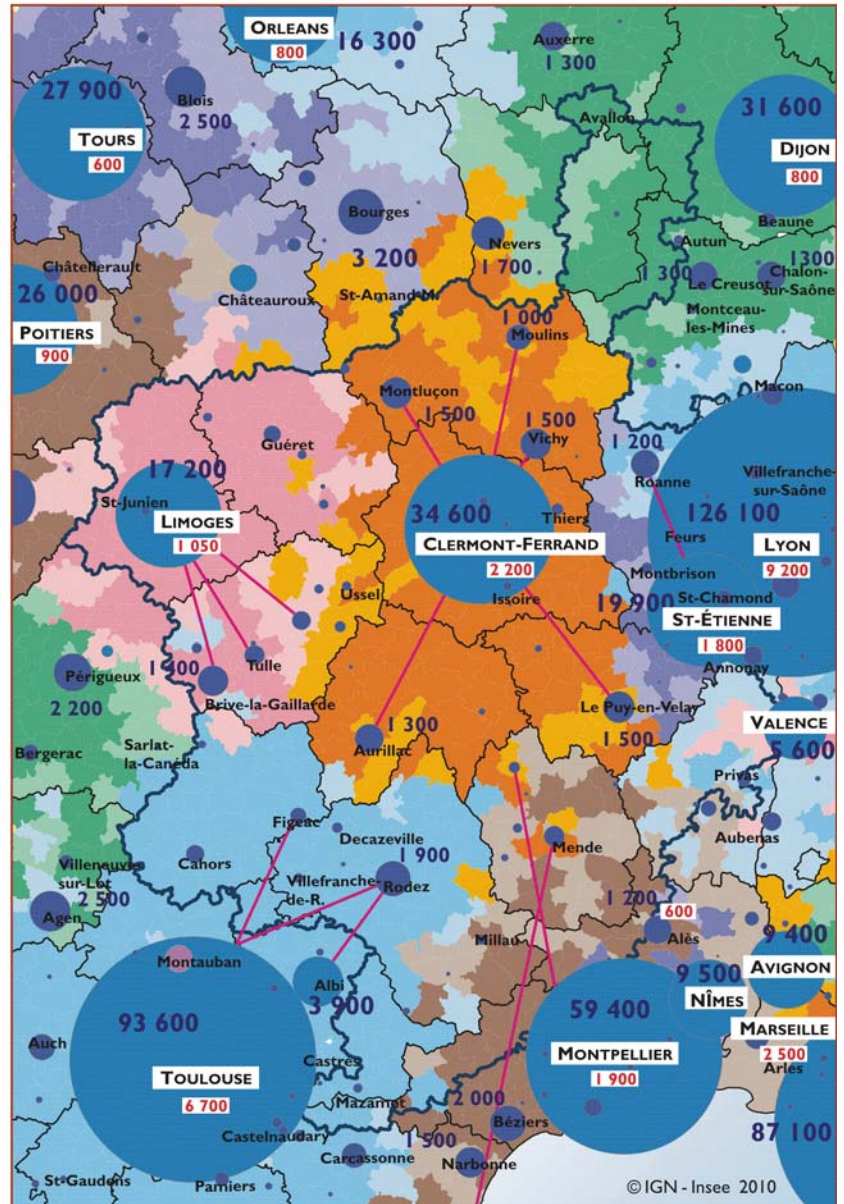 ORLEANS
800
16 300
Auxerre
1 300
27 900
Blois
2 500
TOURS
600
Avallon
31 600
DIJON
800
Bourges
3 200
Nevers
1 700
Beaune
Autun
1 300
Le Creusot
1300
Chalon-
sur-Saône
Montceau-
les-Mines
Châtellerault
26 000
POITIERS
900
Châteauroux
St-Amand-M.
1 000
Moulins
Montluçon
1 500
1 500
Vichy
Macon
Guéret
17 200
St-Junien
LIMOGES
1 050
34 600
CLERMONT-FERRAND
2 200
Thiers
Issoire
1 200
Roanne
Villefranche-
sur-Saône
126 100
LYON
9 200
Feurs
Montbrison
19 900
St-Chamond
ST-ÉTIENNE
1 800
Annonay
Ussel
Tulle
Brive-la-Gaillarde
Périgueux
2 200
Bergerac
Sarlat-
la-Canéda
1 300
Aurillac
Le Puy-en-Velay
1 500
VALENCE
5 600
Privas
Aubenas
Figeac
Decazeville
1 900
Cahors
Villefranche-
de-R.
Rodez
Mende
Villeneuve-
sur-Lot
2 500
Agen
Millau
1 200
600
Alès
9 400
AVIGNON
9 500
NÎMES
Montauban
Albi
3 900
93 600
TOULOUSE
6 700
Auch
Castres
Mazamet
Castelnaudary
59 400
MONTPELLIER
1 900
MARSEILLE
2 500
Arles
87 100
2 000
Béziers
1 500
Narbonne
Carcassonne
St-Gaudens
Pamiers
© IGN - Insee 2010